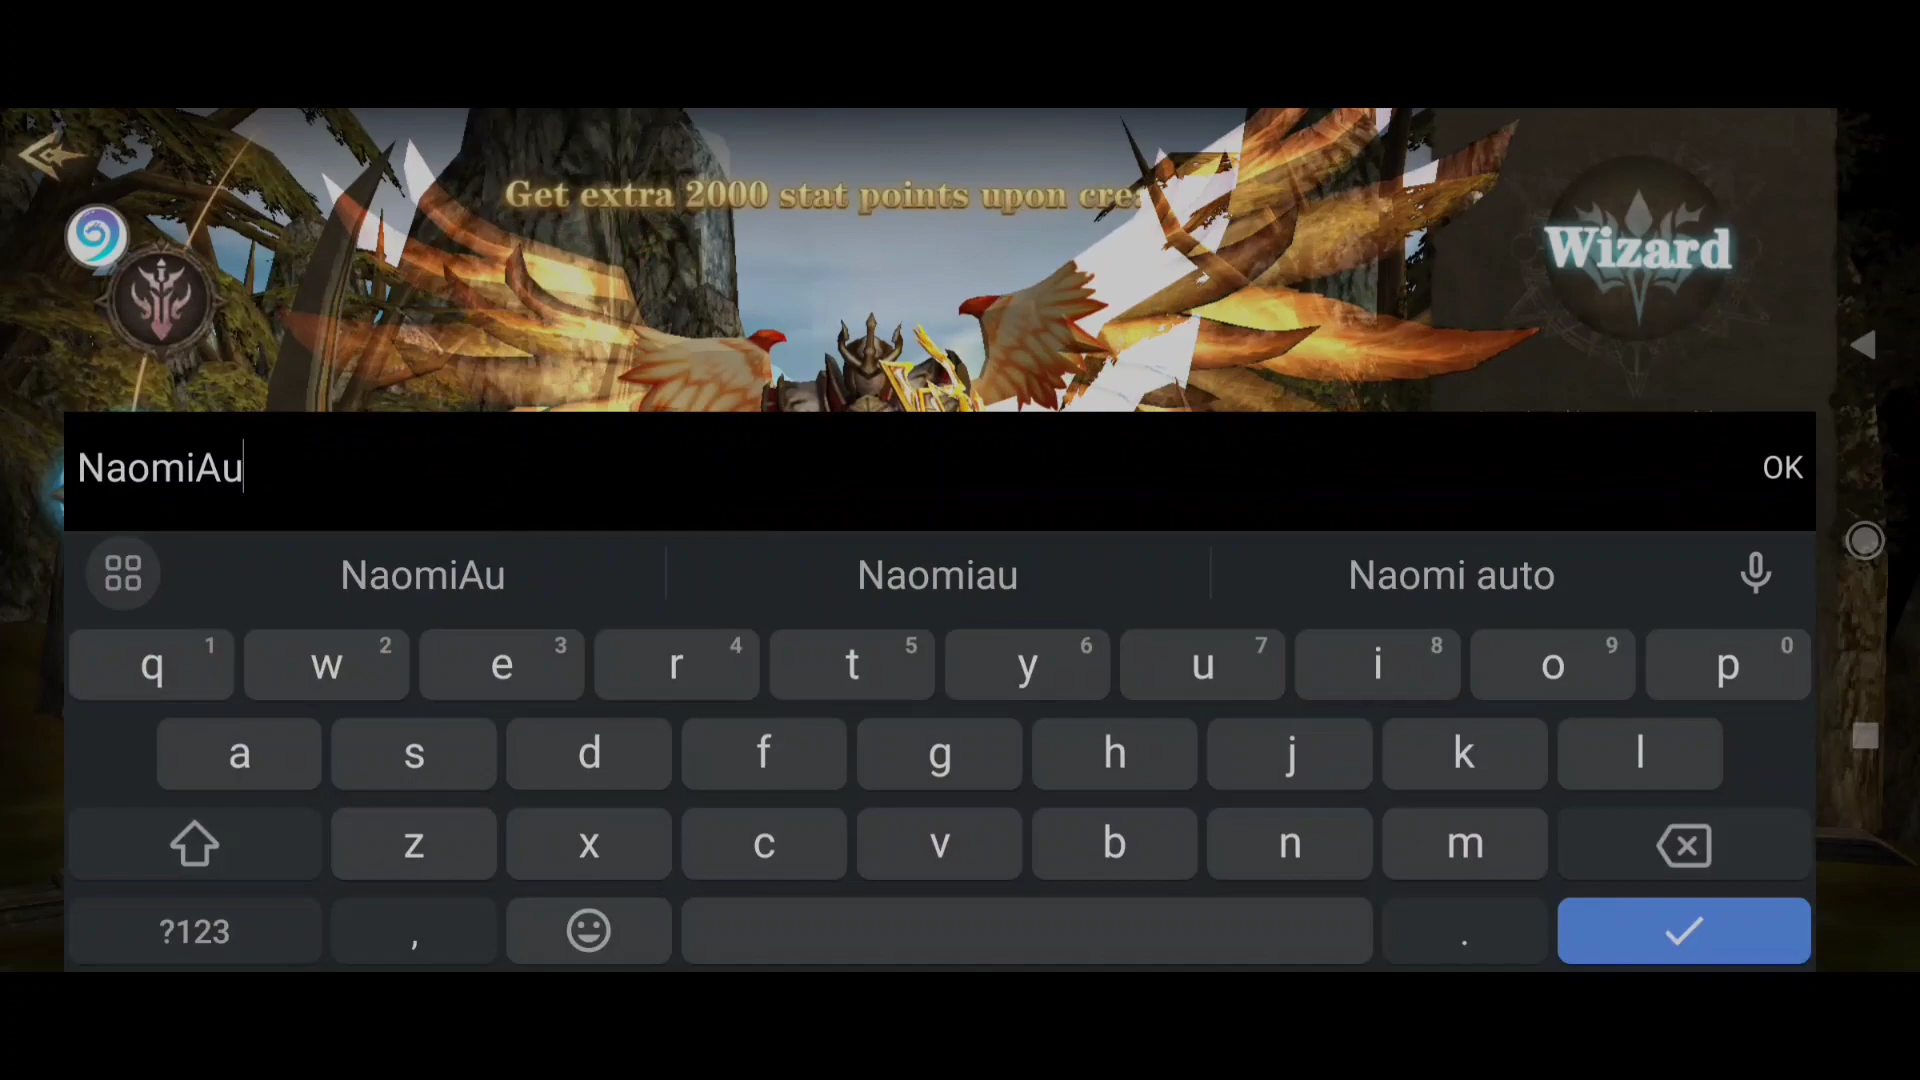 Get extra 2000 stat points upon cre
Wizard
NaomiAu
OK
NaomiAu Naomiau Naomi auto
q 1 w 2 e 3 r 4 t 5 y 6 u 7 i 8 o 9 p 0
a s d f g h j k l
z x c v b n m
?123 , .